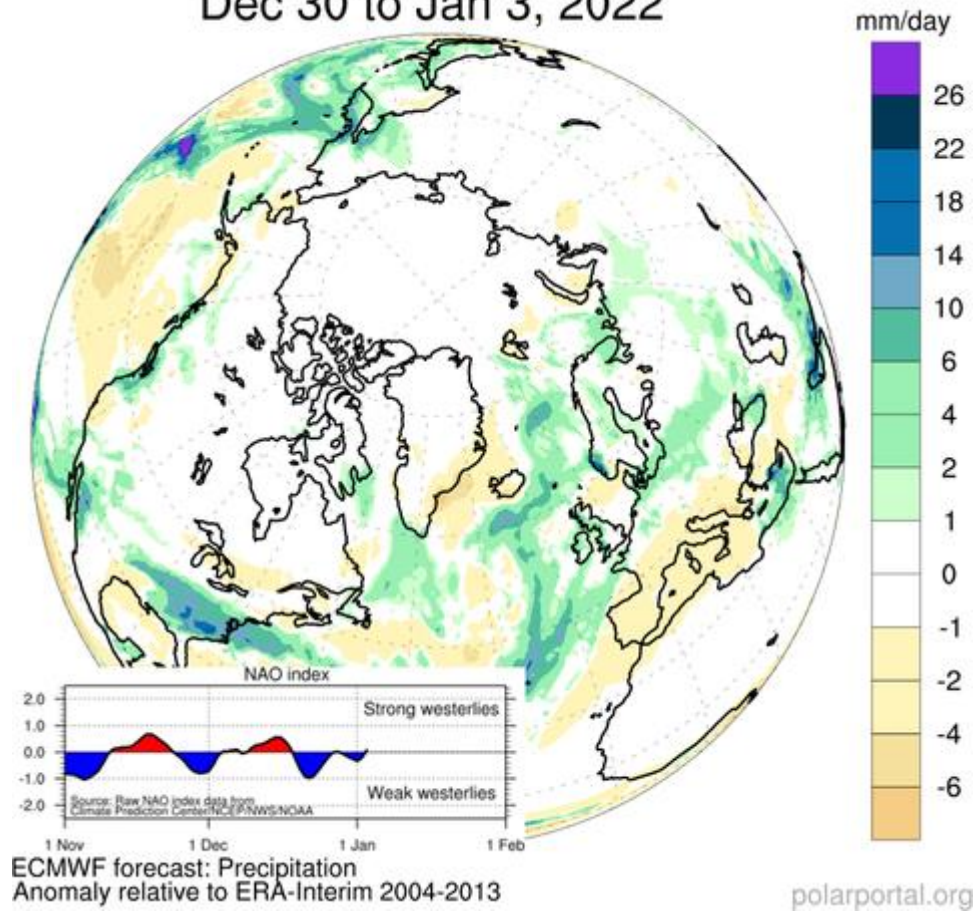 Dec 30 to Jan 3, 2022
mm/day
26
22
18
14
10
6
4
2
1
0
-1
-2
-4
-6
NAO index
2.0
1.0
0.0
-1.0
-2.0
Strong westerlies
Weak westerlies
Source: Raw NAO index data from
Climate Prediction Center/NCEP/NWS/NOAA
1 Nov
1 Dec
1 Jan
1 Feb
ECMWF forecast: Precipitation
Anomaly relative to ERA-Interim 2004-2013
polarportal.org